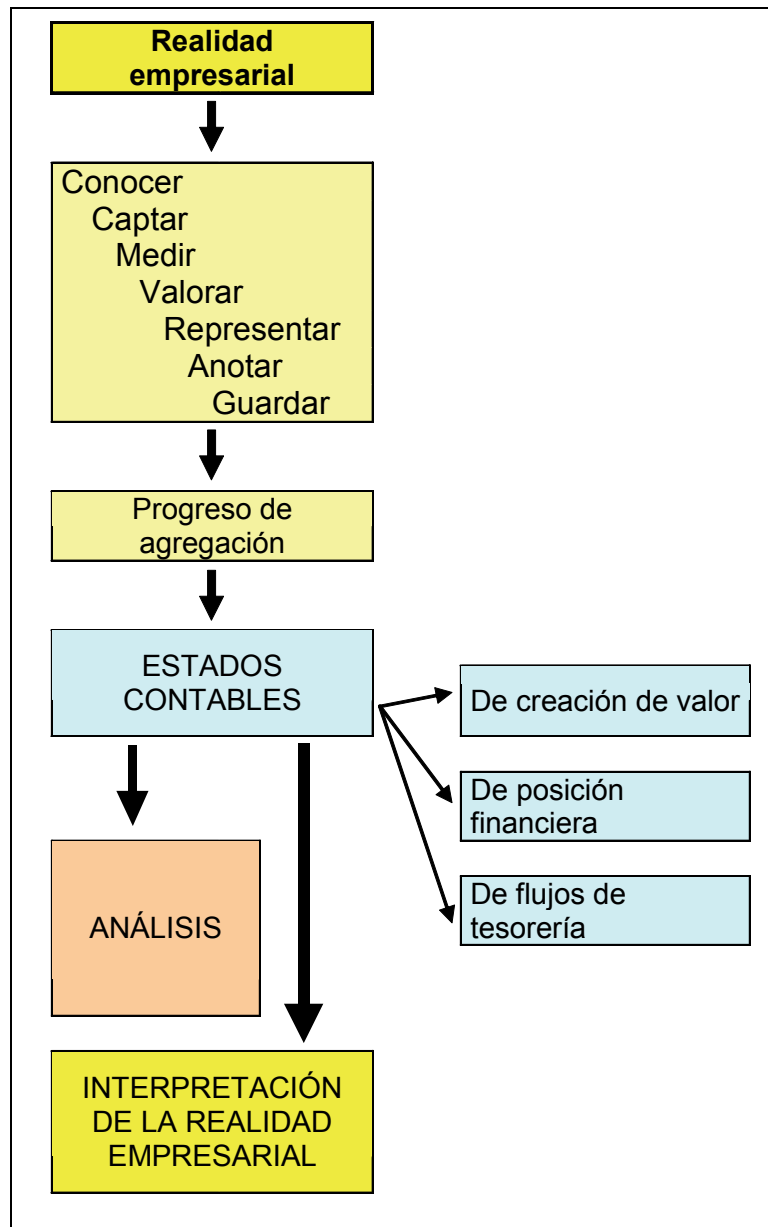 Realidad
empresarial
Conocer
Captar
Medir
Valorar
Representar
Anotar
Guardar
Progreso de
agregación
ESTADOS
CONTABLES
De creación de valor
De posición
financiera
De flujos de
tesorería
ANÁLISIS
INTERPRETACIÓN
DE LA REALIDAD
EMPRESARIAL